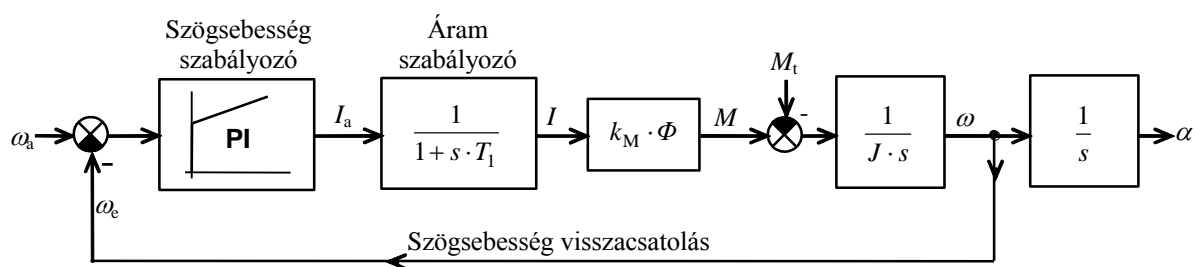 Szögsebesség
szabályozó
Áram
szabályozó
M_t
ω_a
-
PI
I_a
1
1 + s · T_1
I
k_M · Φ
M
-
1
J · s
ω
1
s
α
ω_e
Szögsebesség visszacsatolás